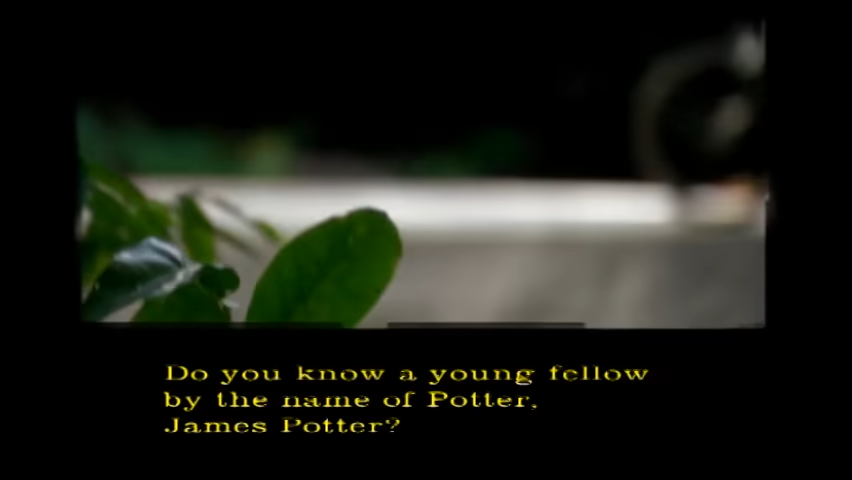 Do you know a young fellow
by the name of Potter,
James Potter?